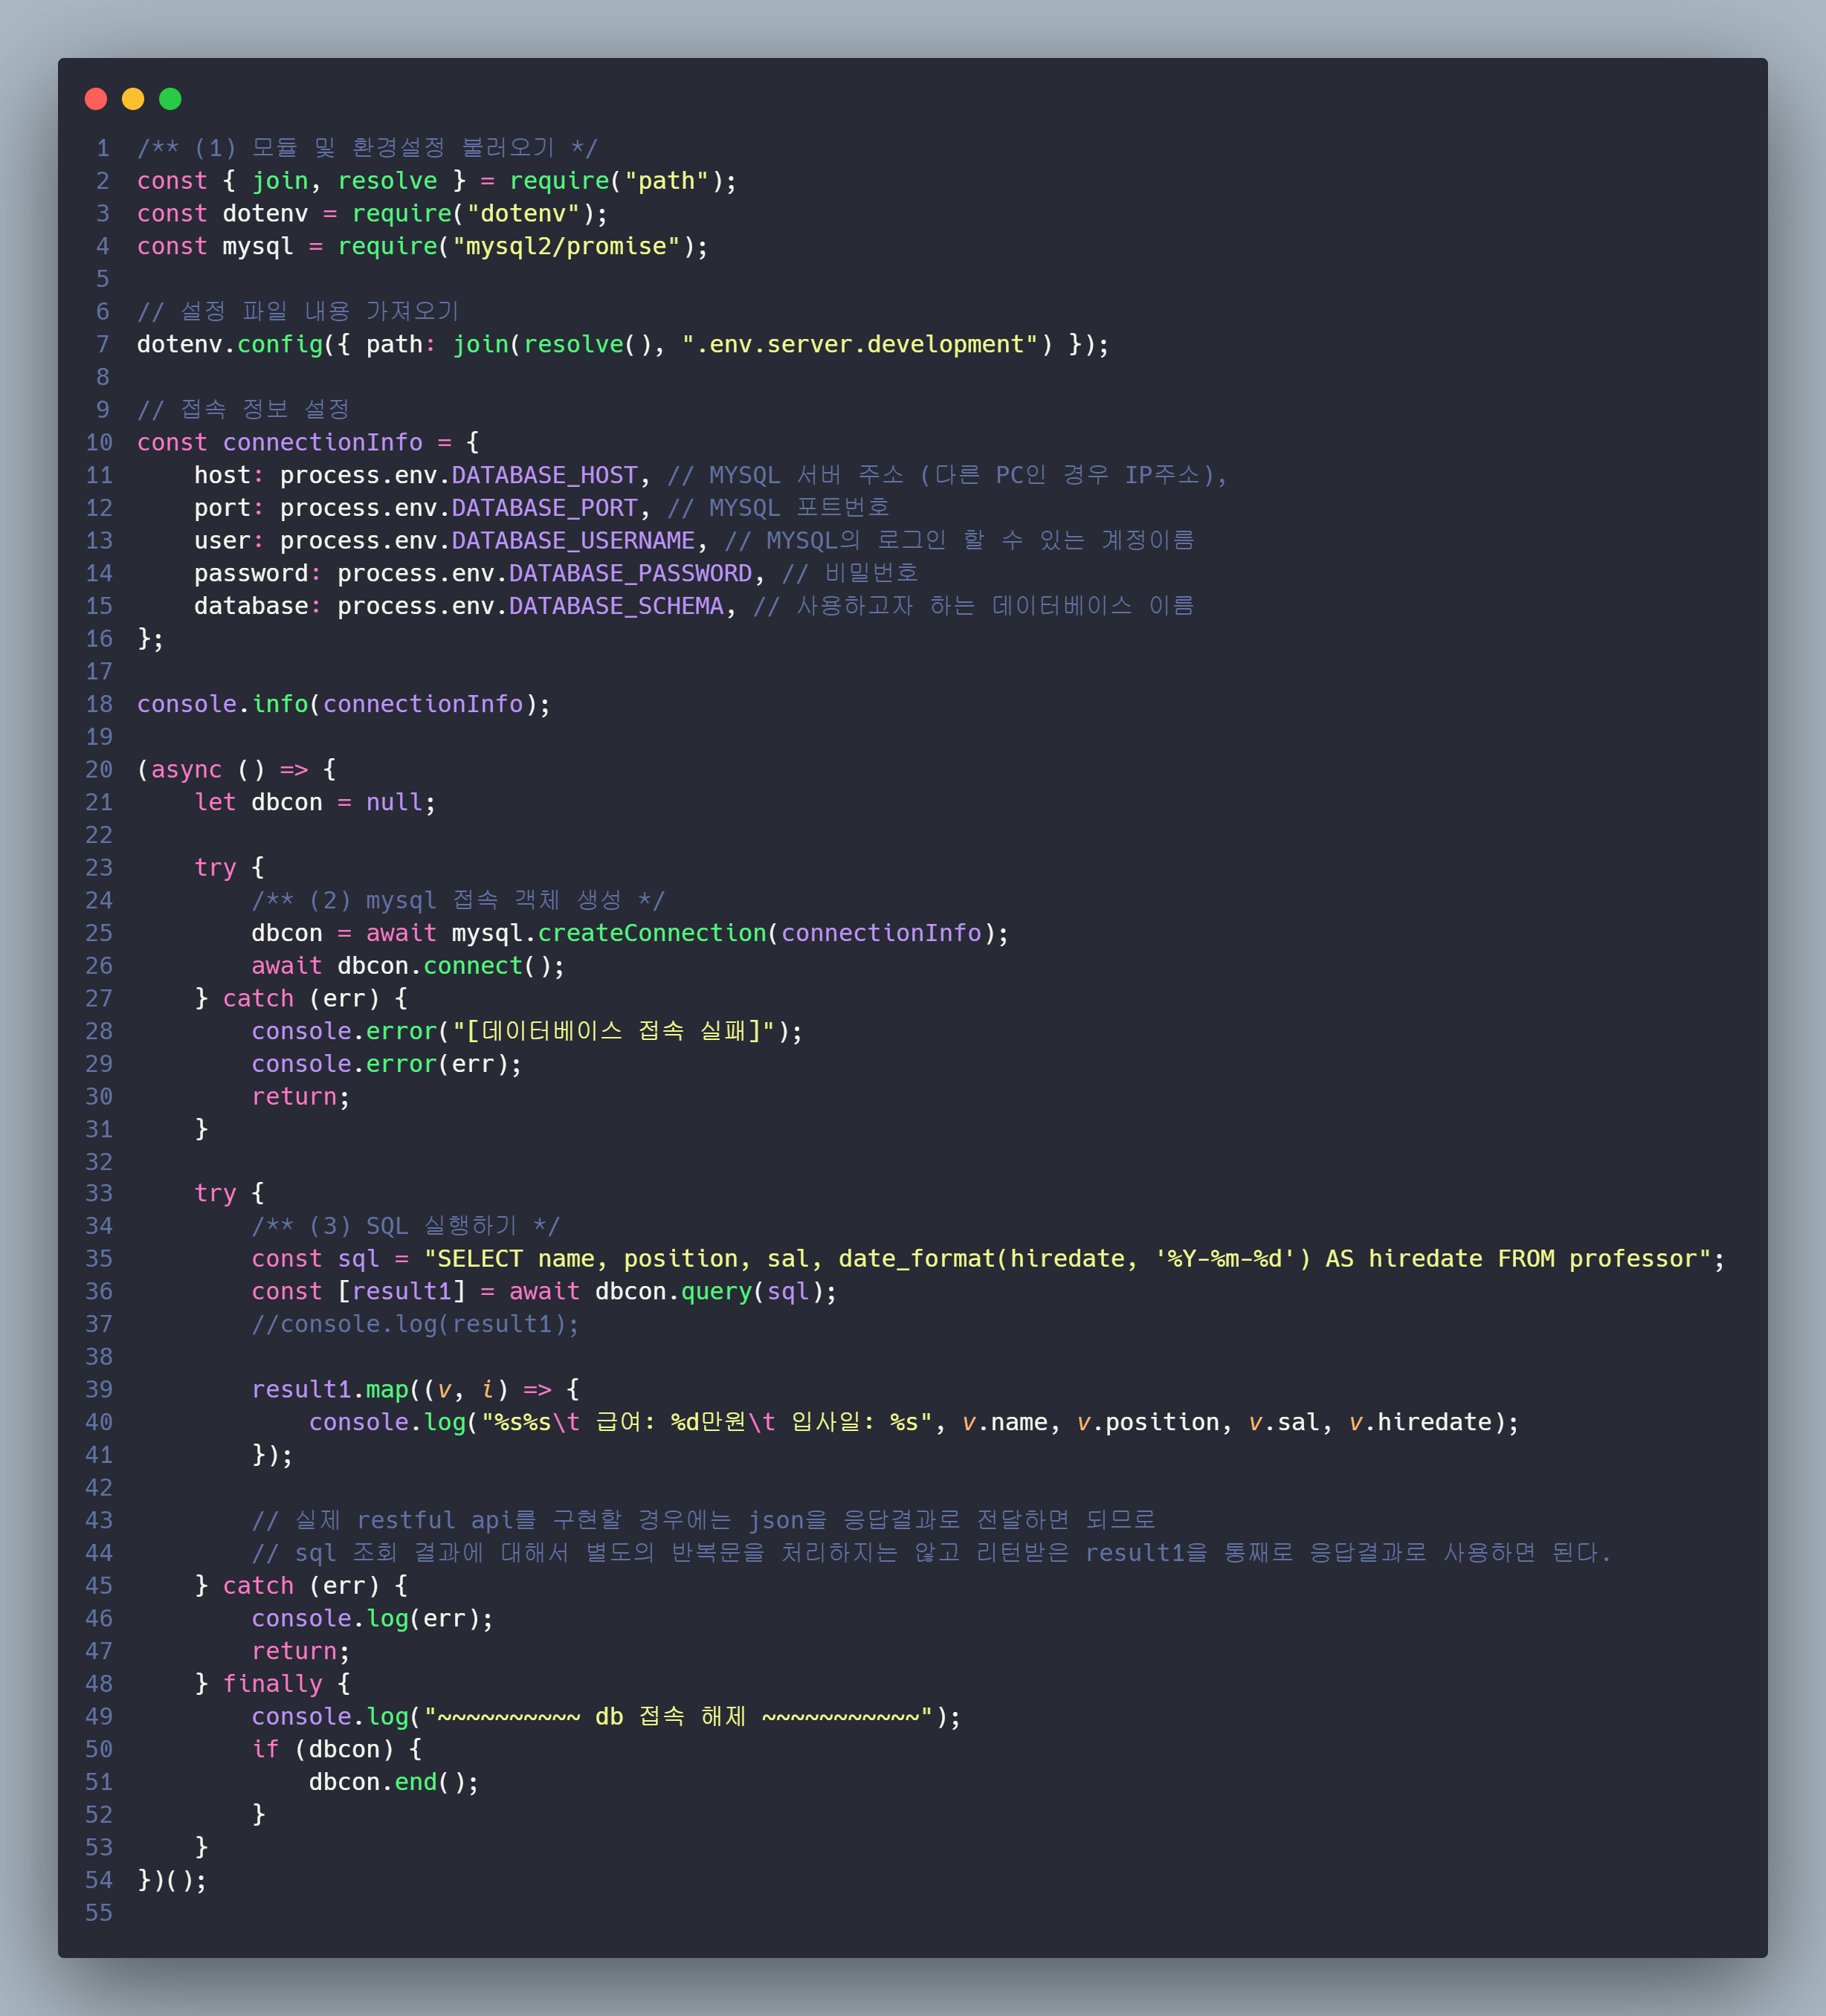 1 /** (1) 모듈 및 환경설정 불러오기 */
2 const { join, resolve } = require("path");
3 const dotenv = require("dotenv");
4 const mysql = require("mysql2/promise");
5
6 // 설정 파일 내용 가져오기
7 dotenv.config({ path: join(resolve(), ".env.server.development") });
8
9 // 접속 정보 설정
10 const connectionInfo = {
11     host: process.env.DATABASE_HOST, // MYSQL 서버 주소 (다른 PC인 경우 IP주소),
12     port: process.env.DATABASE_PORT, // MYSQL 포트번호
13     user: process.env.DATABASE_USERNAME, // MYSQL의 로그인 할 수 있는 계정이름
14     password: process.env.DATABASE_PASSWORD, // 비밀번호
15     database: process.env.DATABASE_SCHEMA, // 사용하고자 하는 데이터베이스 이름
16 };
17
18 console.info(connectionInfo);
19
20 (async () => {
21     let dbcon = null;
22
23     try {
24         /** (2) mysql 접속 객체 생성 */
25         dbcon = await mysql.createConnection(connectionInfo);
26         await dbcon.connect();
27     } catch (err) {
28         console.error("[데이터베이스 접속 실패]");
29         console.error(err);
30         return;
31     }
32
33     try {
34         /** (3) SQL 실행하기 */
35         const sql = "SELECT name, position, sal, date_format(hiredate, '%Y-%m-%d') AS hiredate FROM professor";
36         const [result1] = await dbcon.query(sql);
37         //console.log(result1);
38
39         result1.map((v, i) => {
40             console.log("%s%s\t 급여: %d만원\t 입사일: %s", v.name, v.position, v.sal, v.hiredate);
41         });
42
43         // 실제 restful api를 구현할 경우에는 json을 응답결과로 전달하면 되므로
44         // sql 조회 결과에 대해서 별도의 반복문을 처리하지는 않고 리턴받은 result1을 통째로 응답결과로 사용하면 된다.
45     } catch (err) {
46         console.log(err);
47         return;
48     } finally {
49         console.log("~~~~~~~~~~ db 접속 해제 ~~~~~~~~~~~");
50         if (dbcon) {
51             dbcon.end();
52         }
53     }
54 })();
55